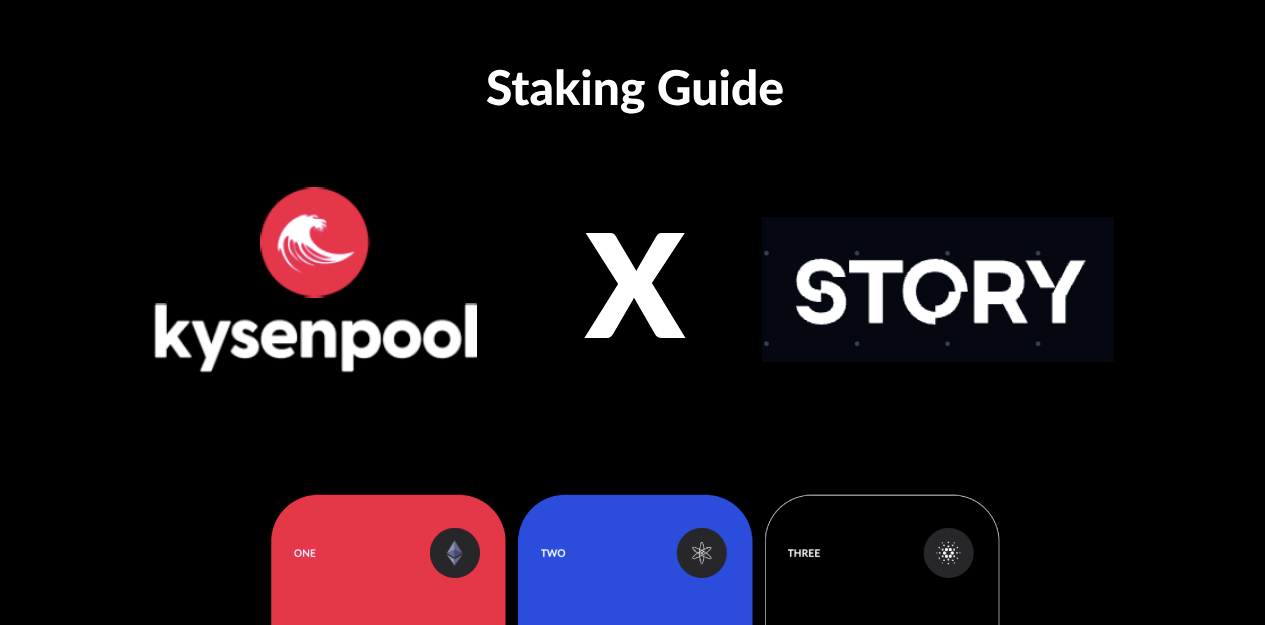 Staking Guide
kysenpool
X
STORY
ONE
TWO
THREE